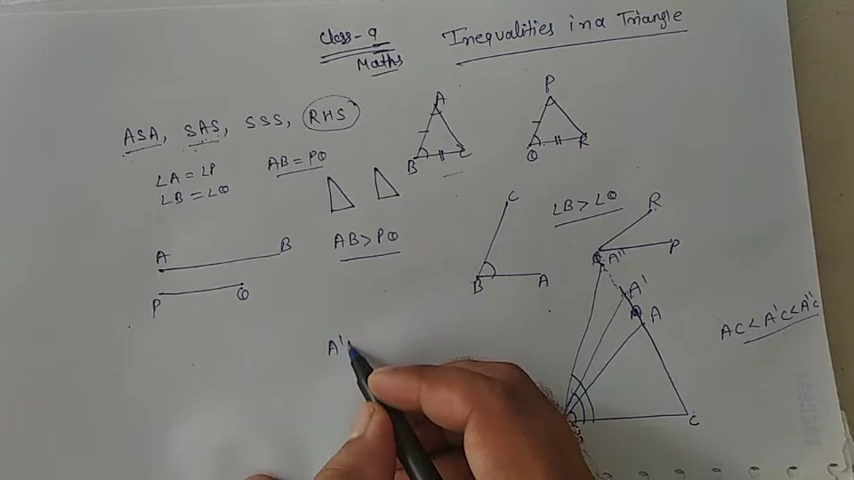 Class-9
Maths
Inequalities in a Triangle
ASA, SAS, SSS, RHS
∠A = ∠P
∠B = ∠Q
AB = PQ
A
B
C
P
Q
R
A
B
P
Q
AB > PQ
C
B
A
∠B > ∠Q
R
P
A''
A'
A
C
AC < A'C < A''C
A'